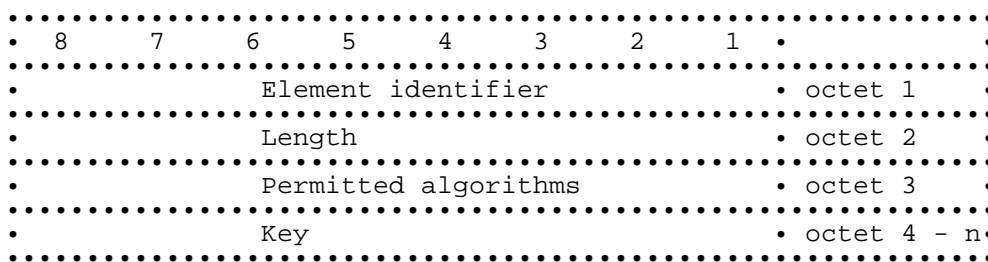 8 7 6 5 4 3 2 1
Element identifier octet 1
Length octet 2
Permitted algorithms octet 3
Key octet 4 - n